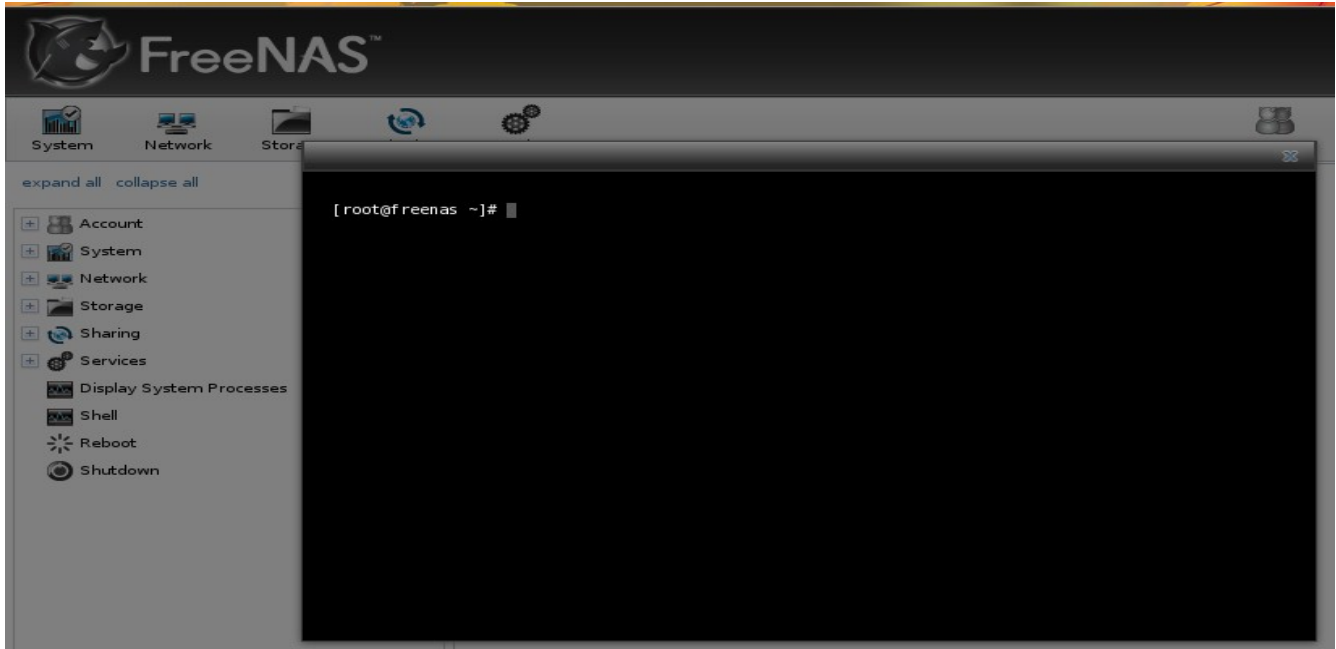 FreeNAS™
System
Network
expand all collapse all
[root@freenas ~]#
Account
System
Network
Storage
Sharing
Services
Display System Processes
Shell
Reboot
Shutdown